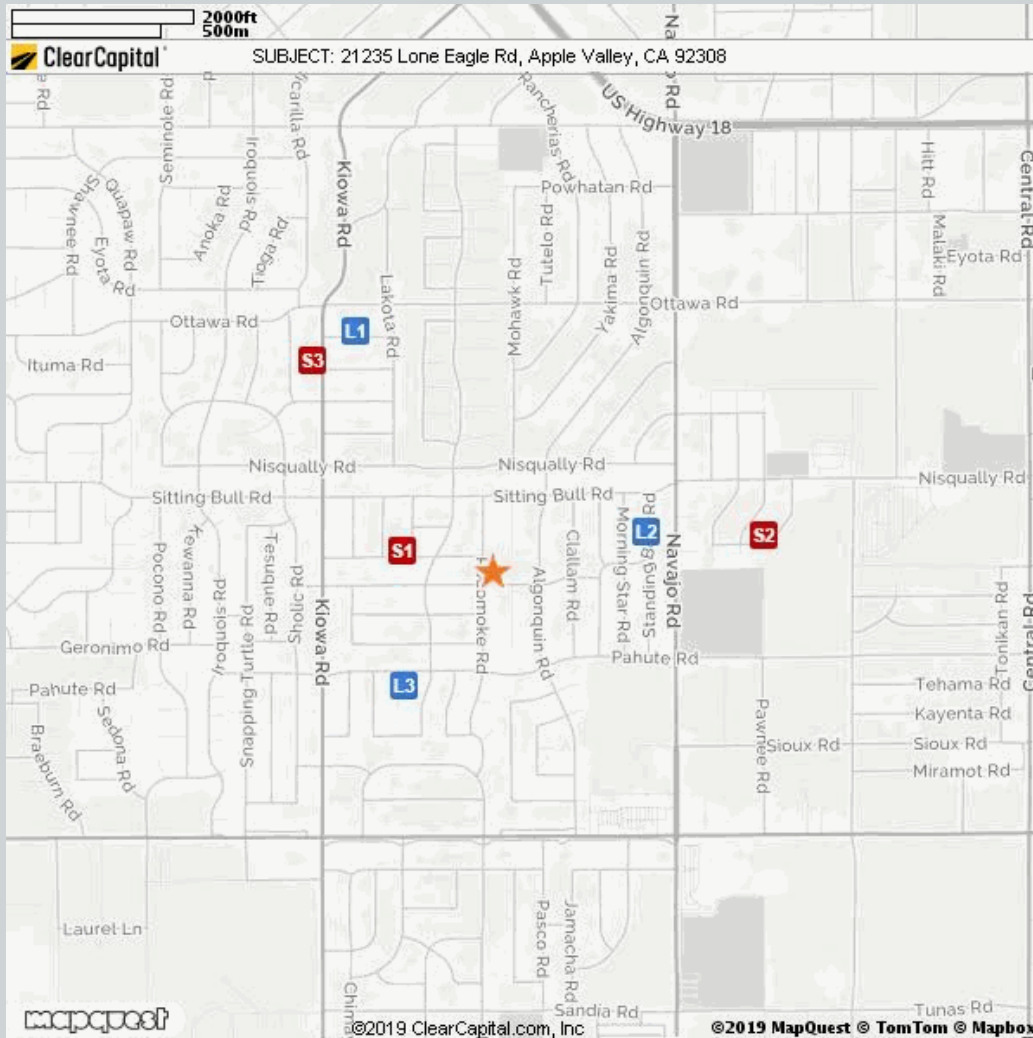 2000ft
500m
ClearCapital
SUBJECT: 21235 Lone Eagle Rd, Apple Valley, CA 92308
e Rd
Seminole Rd
Rancherias Rd
US Highway 18
Kiowa Rd
Iroquois Rd
Hitt Rd
Central Rd
Shawnee Rd
Quapaw Rd
Anoka Rd
Powhatan Rd
Tutelo Rd
Malaki Rd
Eyota Rd
Tioga Rd
Yakima Rd
Algonquin Rd
Eyota Rd
Mohawk Rd
Lakota Rd
Ottawa Rd
Ottawa Rd
L1
S3
Ituma Rd
Nisqually Rd
Nisqually Rd
Nisqually Rd
Sitting Bull Rd
Sitting Bull Rd
L2
S2
S1
Morning Star Rd
Navajo Rd
Clallam Rd
Pocono Rd
Tesuque Rd
Algonquin Rd
Kiowa Rd
Geronimo Rd
Pahute Rd
Tonikan Rd
L3
Pahute Rd
Snapping Turtle Rd
Tehama Rd
Kayenta Rd
Sedona Rd
Braeburn Rd
Pawnee Rd
Sioux Rd
Sioux Rd
Miramot Rd
Laurel Ln
Pasco Rd
Jamacha Rd
Chima
Sandia Rd
Tunas Rd
mapquest
©2019 ClearCapital.com, Inc
©2019 MapQuest © TomTom © Mapbox